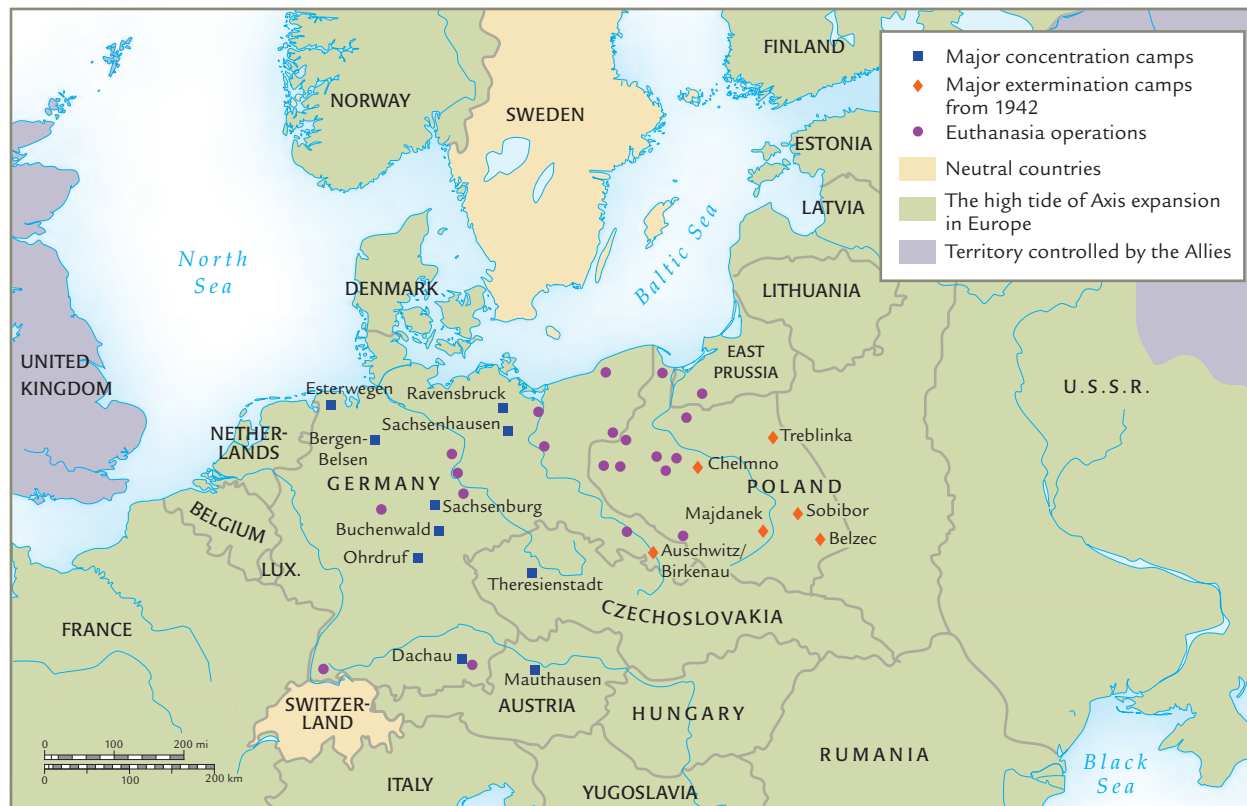 FINLAND
NORWAY
SWEDEN
ESTONIA
LATVIA
Major concentration camps
Major extermination camps
from 1942
Euthanasia operations
Neutral countries
The high tide of Axis expansion
in Europe
Territory controlled by the Allies
North
Sea
Baltic Sea
DENMARK
LITHUANIA
UNITED
KINGDOM
EAST
PRUSSIA
U.S.S.R.
Esterwegen
Ravensbruck
Sachsenhausen
NETHER-
LANDS
Bergen-
Belsen
Treblinka
Chelmno
GERMANY
POLAND
BELGIUM
Sachsenburg
Majdanek
Sobibor
Buchenwald
Belzec
Ohrdruf
Auschwitz/
Birkenau
LUX.
Theresienstadt
CZECHOSLOVAKIA
FRANCE
Dachau
Mauthausen
SWITZER-
LAND
AUSTRIA
HUNGARY
RUMANIA
0 100 200 mi
0 100 200 km
ITALY
YUGOSLAVIA
Black
Sea